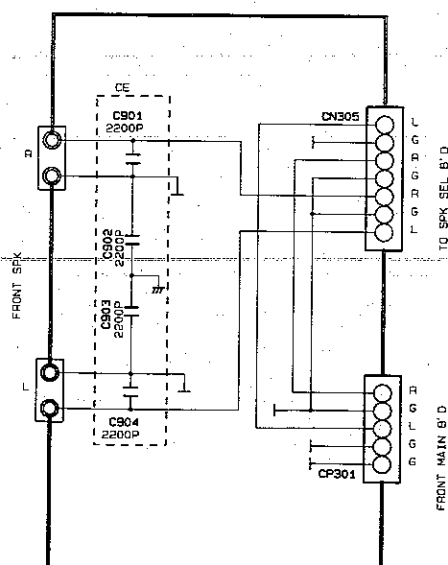 CE
C901
2200P
C902
2200P
C903
2200P
C904
2200P
FRONT SPK
R
L
CN305
L
G
R
G
R
G
L
TO SPK SEL B'D
R
G
L
G
G
CP301
FRONT MAIN B'D